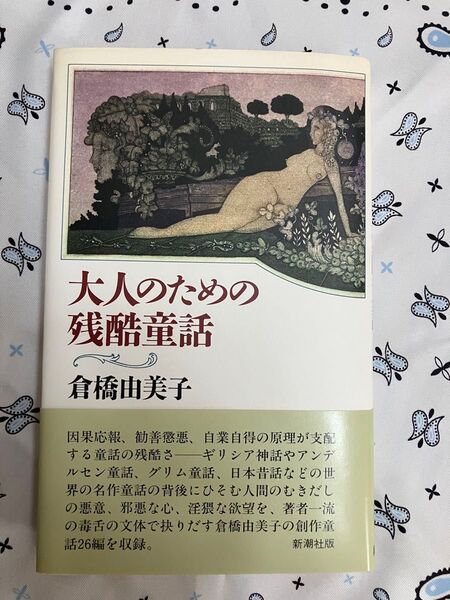 大人のための
残酷童話
倉橋由美子
因果応報、勧善懲悪、自業自得の原理が支配
する童話の残酷さ――ギリシア神話やアンデ
ルセン童話、グリム童話、日本昔話などの世
界の名作童話の背後にひそむ人間のむきだし
の悪意、邪悪な心、淫猥な欲望を、著者一流
の毒舌の文体で抉りだす倉橋由美子の創作童
話26編を収録。
新潮社版